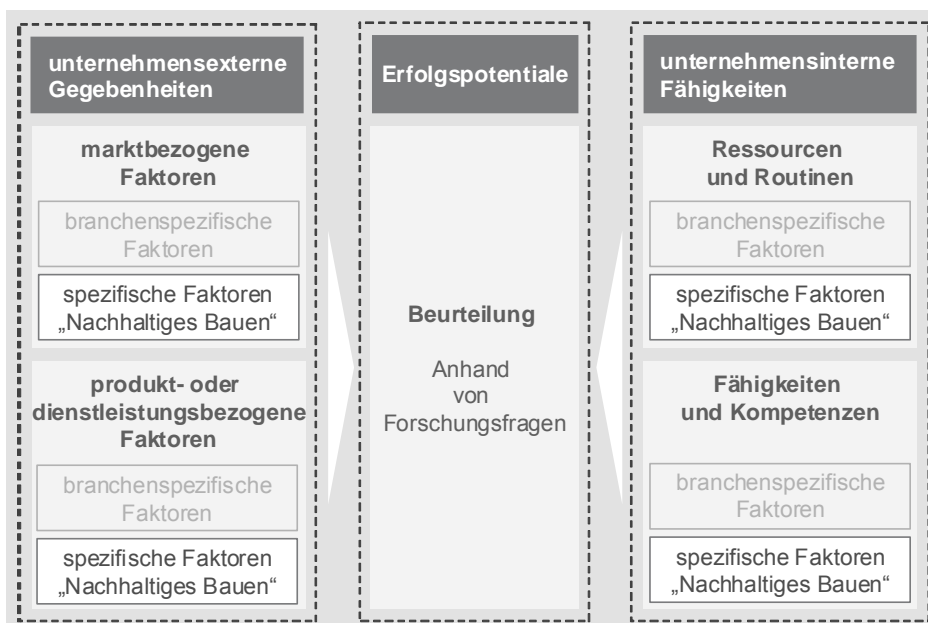 unternehmensexterne
Gegebenheiten
marktbezogene
Faktoren
branchenspezifische
Faktoren
spezifische Faktoren
„Nachhaltiges Bauen“
produkt- oder
dienstleistungsbezogene
Faktoren
branchenspezifische
Faktoren
spezifische Faktoren
„Nachhaltiges Bauen“
Erfolgspotentiale
Beurteilung
Anhand
von
Forschungsfragen
unternehmensinterne
Fähigkeiten
Ressourcen
und Routinen
branchenspezifische
Faktoren
spezifische Faktoren
„Nachhaltiges Bauen“
Fähigkeiten
und Kompetenzen
branchenspezifische
Faktoren
spezifische Faktoren
„Nachhaltiges Bauen“